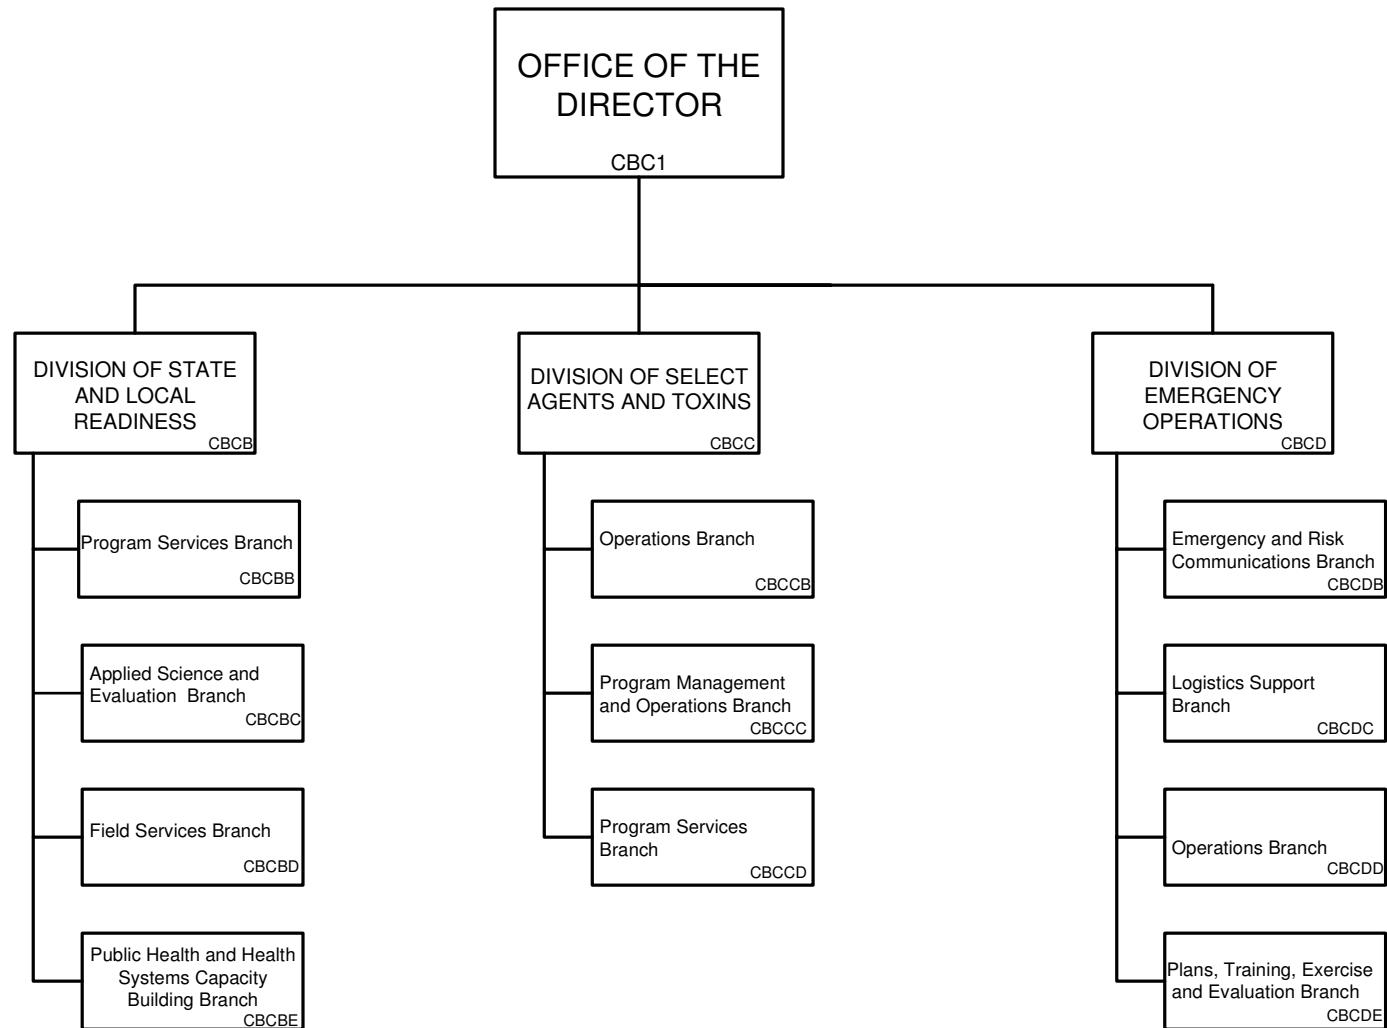 OFFICE OF THE
DIRECTOR
CBC1
DIVISION OF STATE
AND LOCAL
READINESS
CBCB
Program Services Branch
CBCBB
Applied Science and
Evaluation Branch
CBCBC
Field Services Branch
CBCBD
Public Health and Health
Systems Capacity
Building Branch
CBCBE
DIVISION OF SELECT
AGENTS AND TOXINS
CBCC
Operations Branch
CBCCB
Program Management
and Operations Branch
CBCCC
Program Services
Branch
CBCCD
DIVISION OF
EMERGENCY
OPERATIONS
CBCD
Emergency and Risk
Communications Branch
CBCDB
Logistics Support
Branch
CBCDC
Operations Branch
CBCDD
Plans, Training, Exercise
and Evaluation Branch
CBCDE